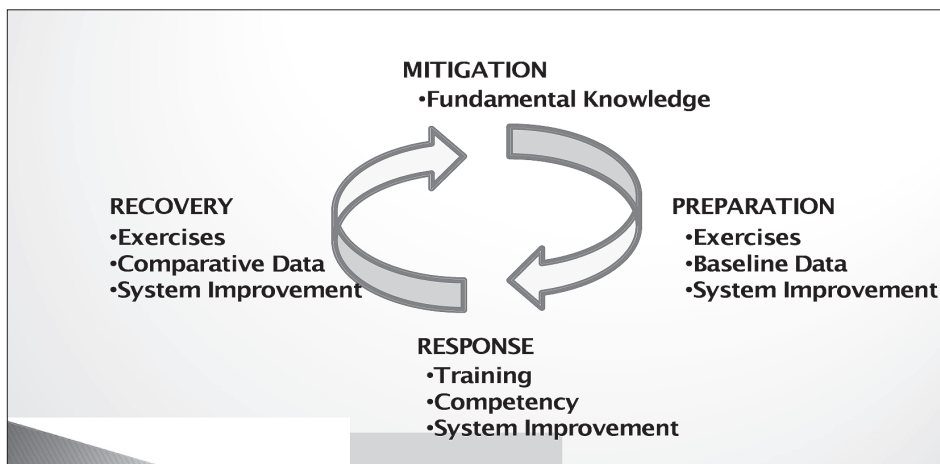 MITIGATION
•Fundamental Knowledge
RECOVERY
•Exercises
•Comparative Data
•System Improvement
PREPARATION
•Exercises
•Baseline Data
•System Improvement
RESPONSE
•Training
•Competency
•System Improvement